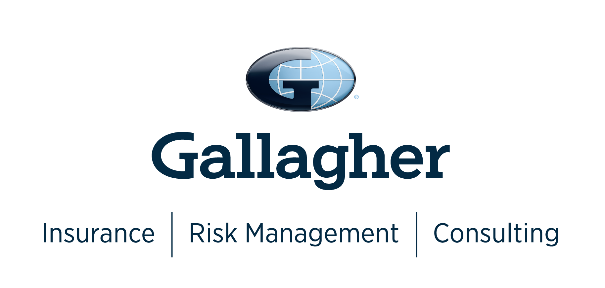 G
Gallagher
Insurance | Risk Management | Consulting